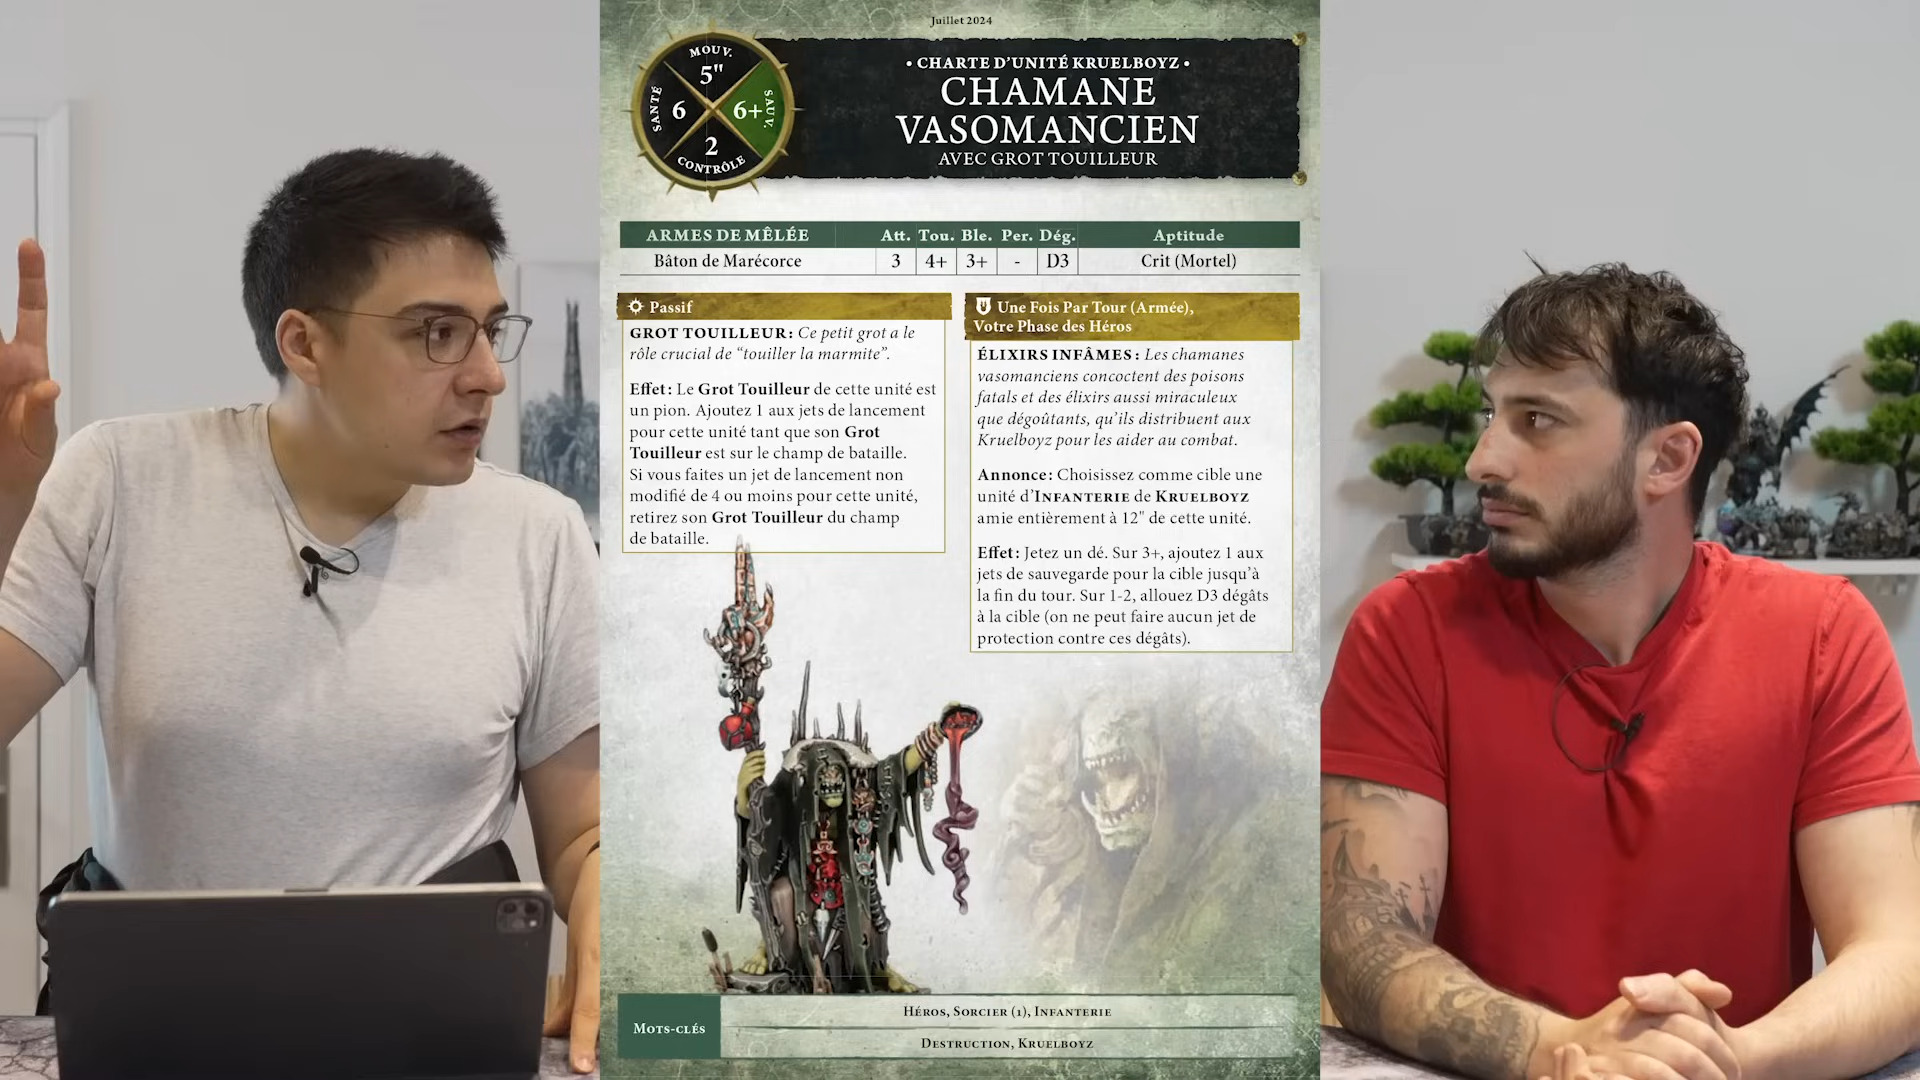 Juillet 2024
MOUV.
5"
SANTÉ
6
6+
SAUV.
2
CONTRÔLE
• CHARTE D'UNITÉ KRUELBOYZ •
CHAMANE
VASOMANCIEN
AVEC GROT TOUILLEUR
ARMES DE MÊLÉE Att. Tou. Ble. Per. Dég. Aptitude
Bâton de Marécorce 3 4+ 3+ - D3 Crit (Mortel)
Passif
GROT TOUILLEUR : Ce petit grot a le
rôle crucial de “touiller la marmite”.
Effet : Le Grot Touilleur de cette unité est
un pion. Ajoutez 1 aux jets de lancement
pour cette unité tant que son Grot
Touilleur est sur le champ de bataille.
Si vous faites un jet de lancement non
modifié de 4 ou moins pour cette unité,
retirez son Grot Touilleur du champ
de bataille.
Une Fois Par Tour (Armée),
Votre Phase des Héros
ÉLIXIRS INFÂMES : Les chamanes
vasomanciens concoctent des poisons
fatals et des élixirs aussi miraculeux
que dégoûtants, qu'ils distribuent aux
Kruelboyz pour les aider au combat.
Annonce : Choisissez comme cible une
unité d'INFANTERIE de KRUELBOYZ
amie entièrement à 12" de cette unité.
Effet : Jetez un dé. Sur 3+, ajoutez 1 aux
jets de sauvegarde pour la cible jusqu'à
la fin du tour. Sur 1-2, allouez D3 dégâts
à la cible (on ne peut faire aucun jet de
protection contre ces dégâts).
MOTS-CLÉS
HÉROS, SORCIER (1), INFANTERIE
DESTRUCTION, KRUELBOYZ